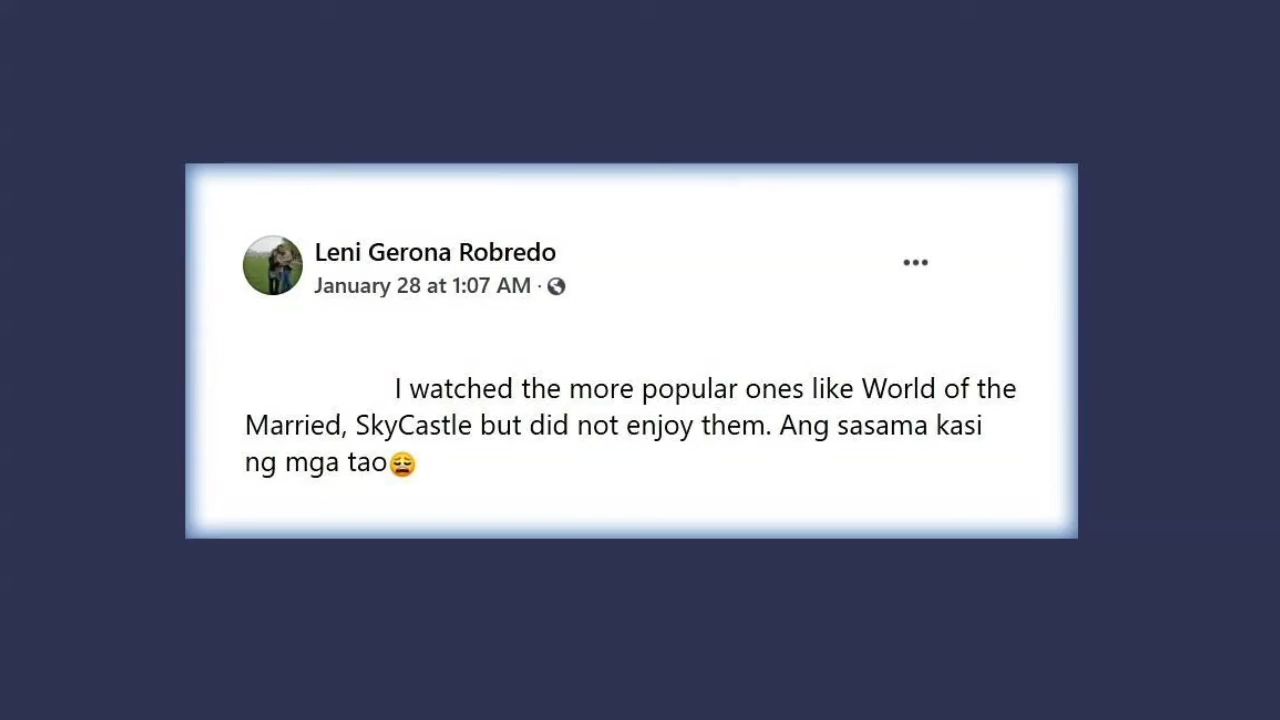 Leni Gerona Robredo
January 28 at 1:07 AM ·
I watched the more popular ones like World of the
Married, SkyCastle but did not enjoy them. Ang sasama kasi
ng mga tao😩